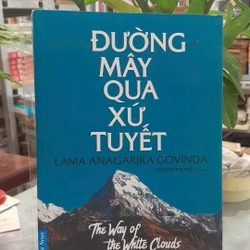 ĐƯỜNG
MÂY
QUA
XỨ
TUYẾT
LAMA ANAGARIKA GOVINDA
The Way of
the White Clouds